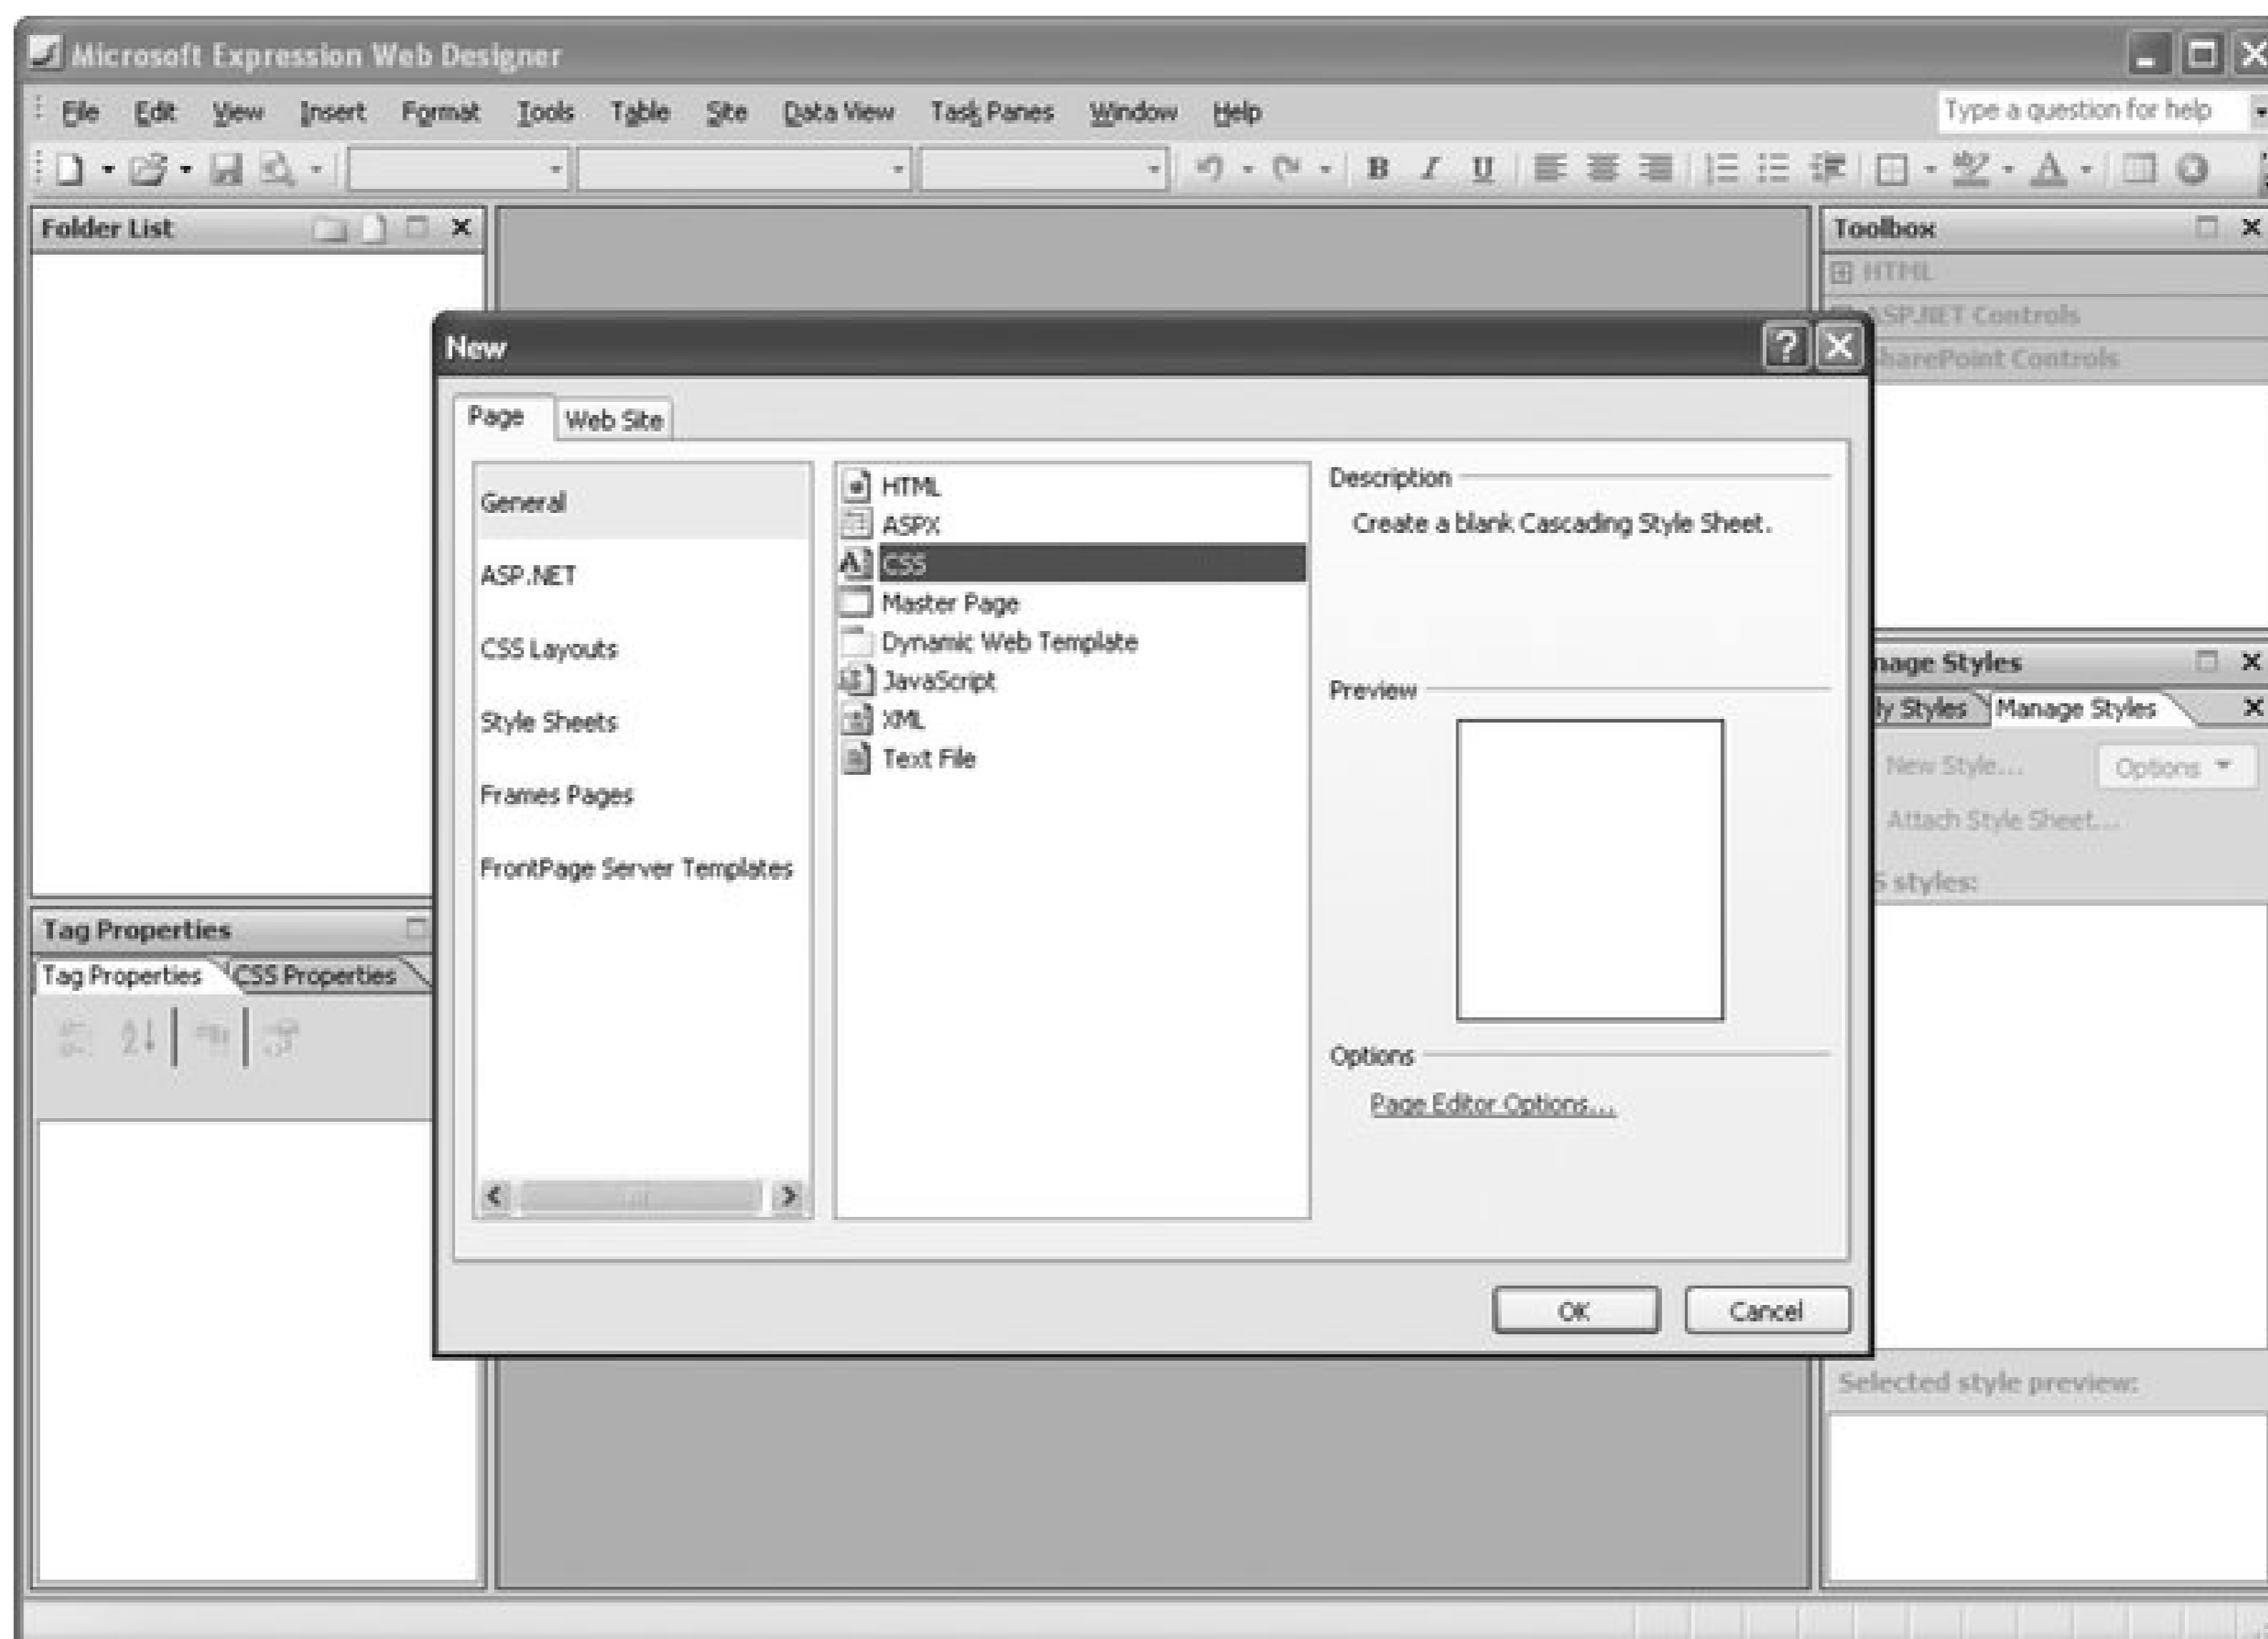 Microsoft Expression Web Designer
File Edit View Insert Format Tools Table Site Data View Task Panes Window Help
Type a question for help
B I U A
Folder List
Toolbox
HTML
ASP.NET Controls
SharePoint Controls
New
Page Web Site
General
ASP.NET
CSS Layouts
Style Sheets
Frames Pages
FrontPage Server Templates
HTML
ASPX
CSS
Master Page
Dynamic Web Template
JavaScript
XML
Text File
Description
Create a blank Cascading Style Sheet.
Preview
Options
Page Editor Options...
OK Cancel
Tag Properties
Tag Properties CSS Properties
nage Styles
ly Styles Manage Styles
New Style... Options
Attach Style Sheet...
S styles:
Selected style preview: